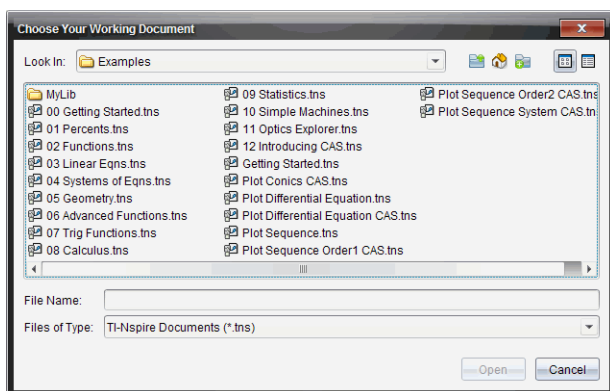 Choose Your Working Document
Look In: Examples
MyLib
00 Getting Started.tns
01 Percents.tns
02 Functions.tns
03 Linear Eqns.tns
04 Systems of Eqns.tns
05 Geometry.tns
06 Advanced Functions.tns
07 Trig Functions.tns
08 Calculus.tns
09 Statistics.tns
10 Simple Machines.tns
11 Optics Explorer.tns
12 Introducing CAS.tns
Getting Started.tns
Plot Conics CAS.tns
Plot Differential Equation.tns
Plot Differential Equation CAS.tns
Plot Sequence.tns
Plot Sequence Order1 CAS.tns
Plot Sequence Order2 CAS.tns
Plot Sequence System CAS.tn
File Name:
Files of Type: TI-Nspire Documents (*.tns)
Open Cancel